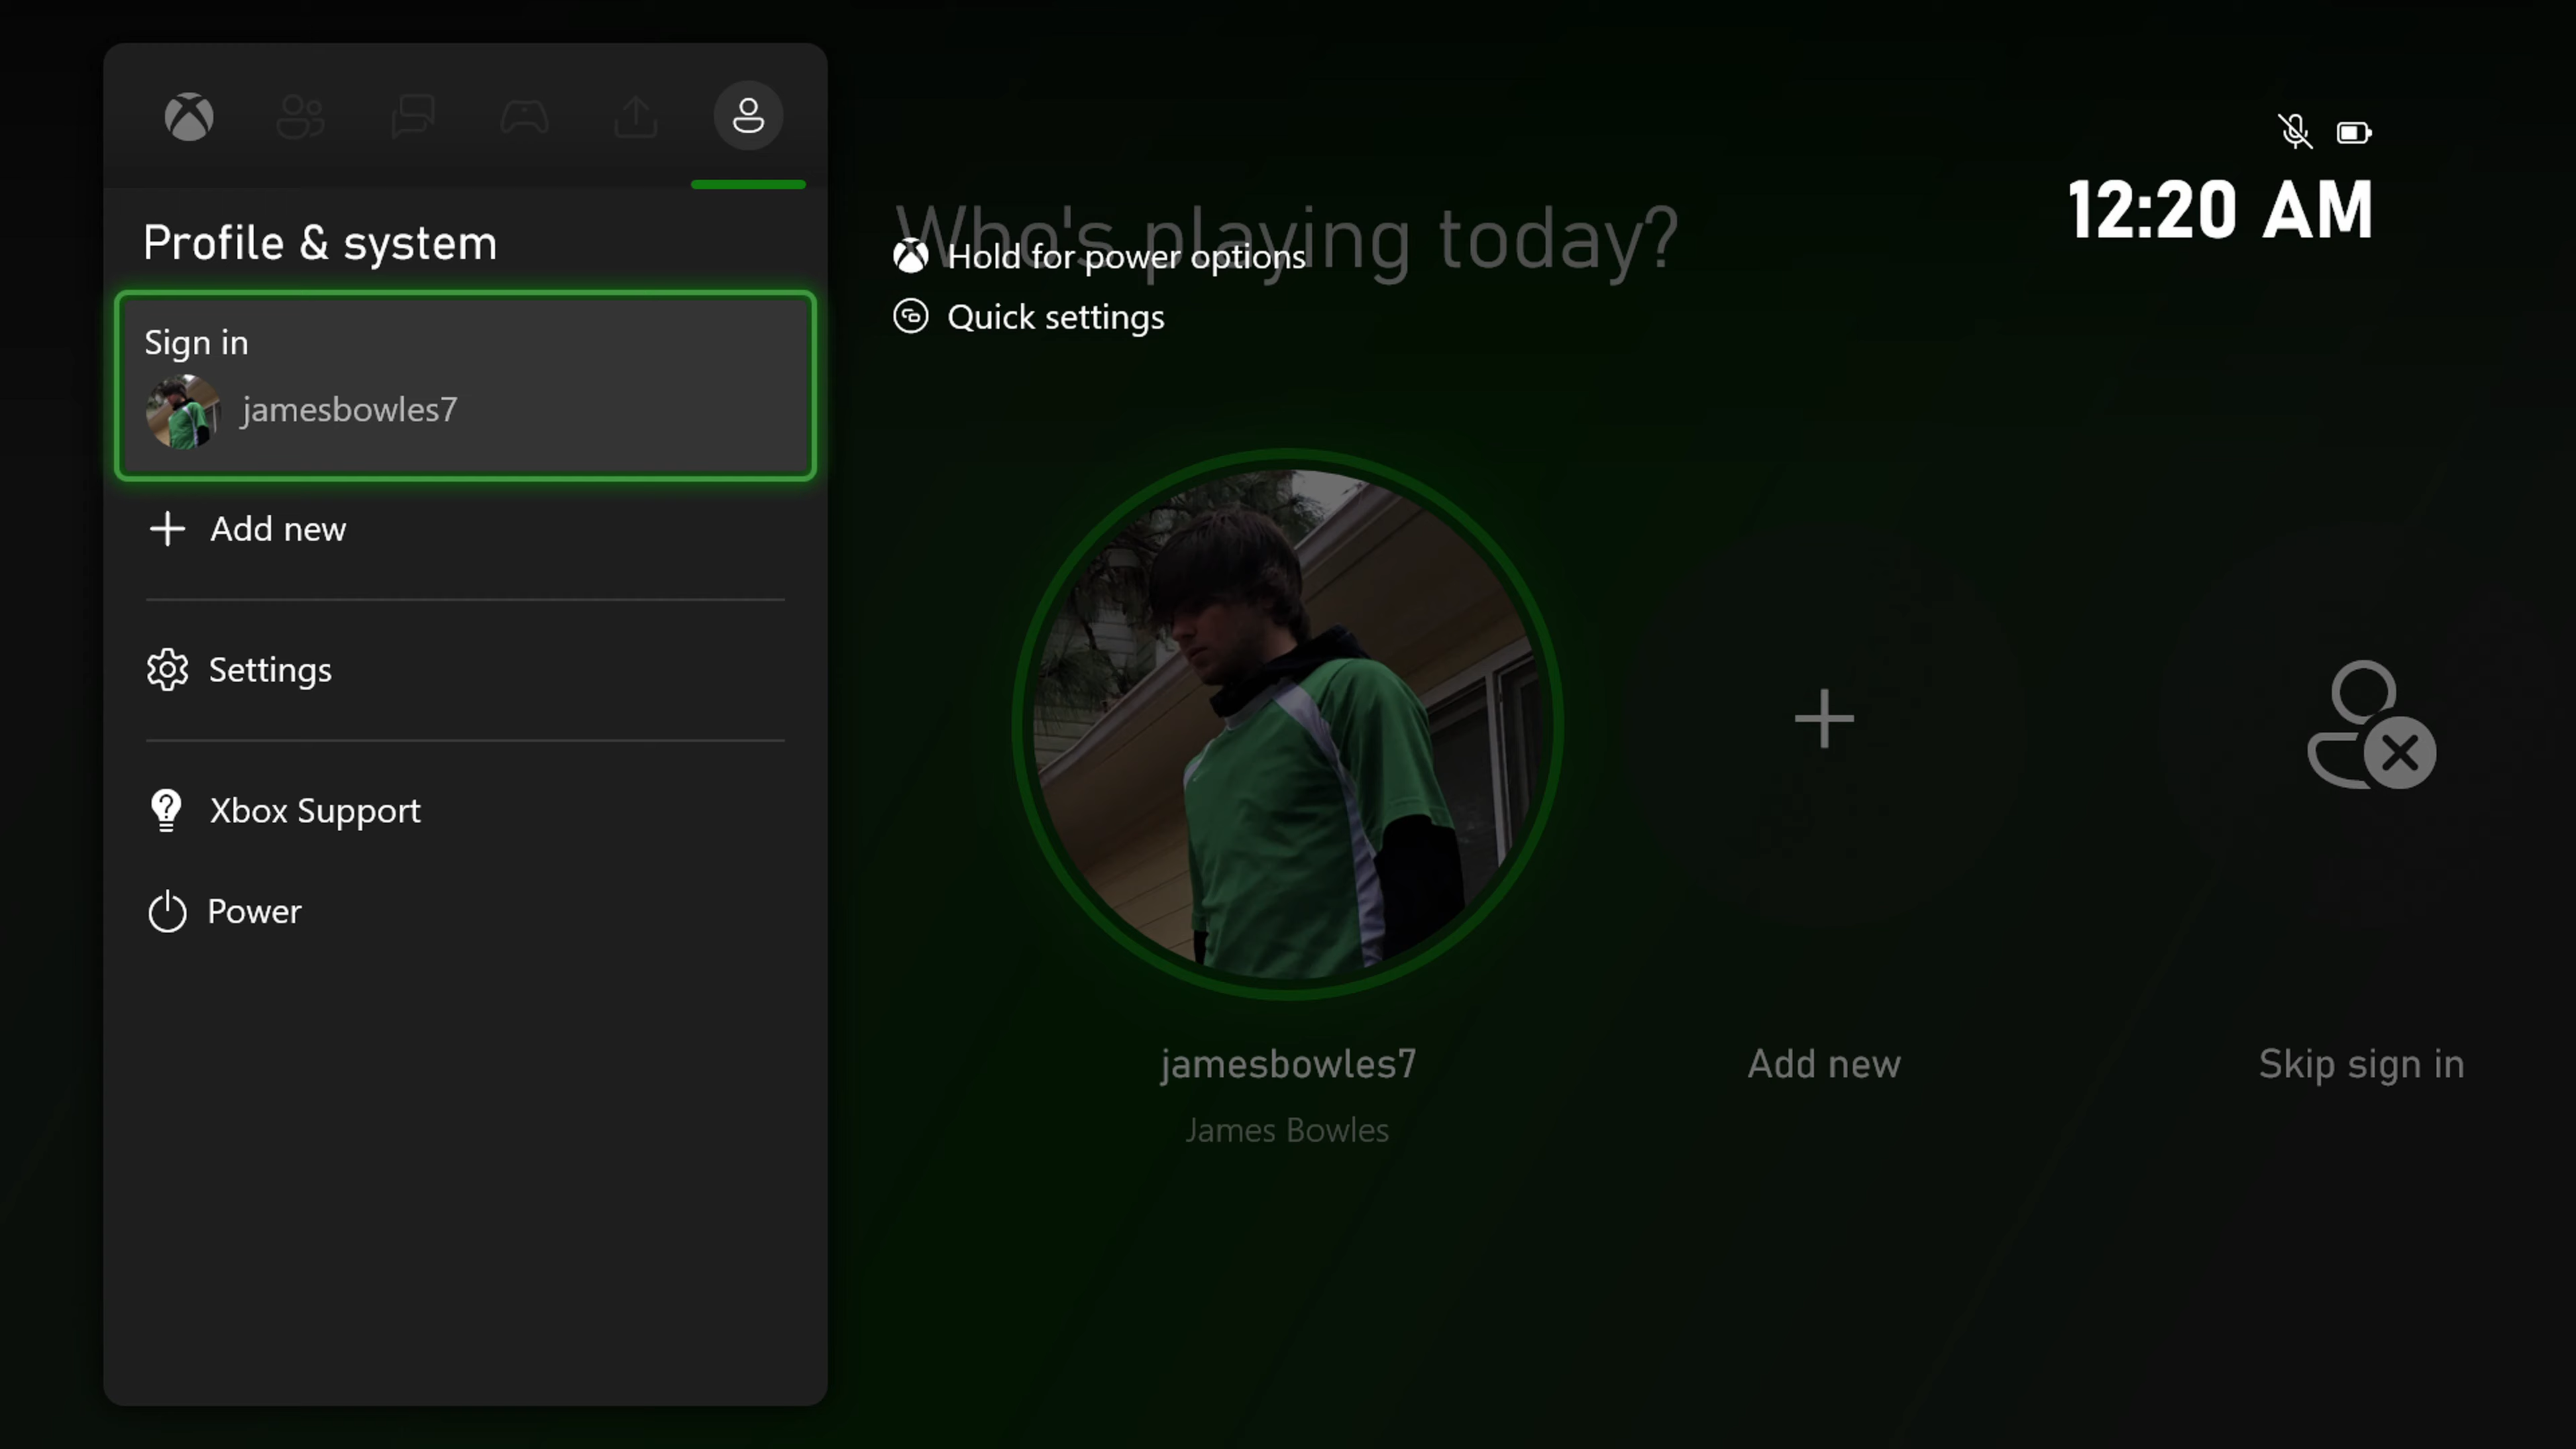 12:20 AM
Profile & system
Who's playing today?
Hold for power options
Quick settings
Sign in
jamesbowles7
Add new
Settings
Xbox Support
Power
jamesbowles7
James Bowles
Add new
Skip sign in